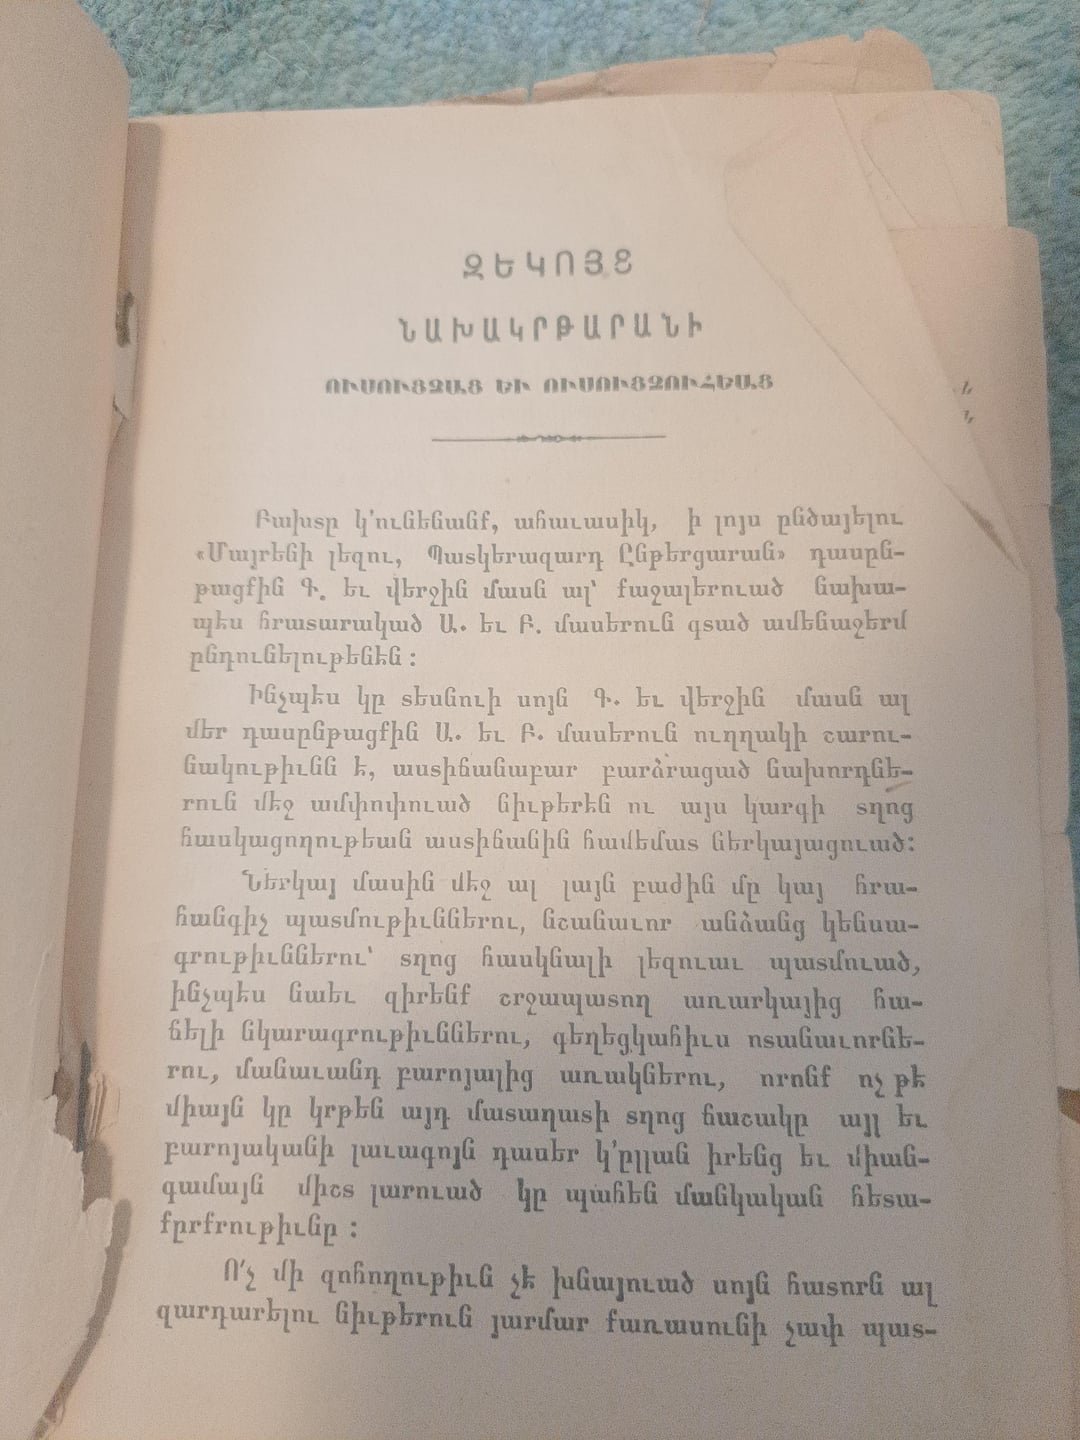 ԶԵԿՈՅՑ
ՆԱԽԱԿՐԹԱՐԱՆԻ
ՈՒՍՈՒՑՉԱՑ ԵՒ ՈՒՍՈՒՑՉՈՒՀԵԱՑ
Բախտը կ՚ունենանք, ահաւասիկ, ի լոյս ընծայելու
«Մայրենի լեզու, Պատկերազարդ Ընթերցարան» դասըն-
թացքին Գ. եւ վերջին մասն ալ՝ քաջալերուած նախա-
պէս հրատարակած Ա. եւ Բ. մասերուն գտած ամենաջերմ
ընդունելութենէն:
Ինչպէս կը տեսնուի սոյն Գ. եւ վերջին մասն ալ
մեր դասընթացքին Ա. եւ Բ. մասերուն ուղղակի շարու-
նակութիւնն է, աստիճանաբար բարձրացած նախորդնե-
րուն մէջ ամփոփուած նիւթերէն ու այս կարգի տղոց
հասկացողութեան աստիճանին համեմատ ներկայացուած:
Ներկայ մասին մէջ ալ լայն բաժին մը կայ հրա-
հանգիչ պատմութիւններու, նշանաւոր անձանց կենսա-
գրութիւններու՝ տղոց հասկնալի լեզուաւ պատմուած,
ինչպէս նաեւ զիրենք շրջապատող առարկայից հա-
ճելի նկարագրութիւններու, գեղեցկահիւս ոտանաւորնե-
րու, մանաւանդ բարոյալից առակներու, որոնք ոչ թէ
միայն կը կրթեն այդ մատաղատի տղոց ճաշակը այլ եւ
բարոյականի լաւագոյն դասեր կ՚ըլլան իրենց եւ միան-
գամայն միշտ լարուած կը պահեն մանկական հետա-
քըրքրութիւնը :
Ո՛չ մի զոհողութիւն չէ խնայուած սոյն հատորն ալ
զարդարելու նիւթերուն յարմար քառասունի չափ պատ-